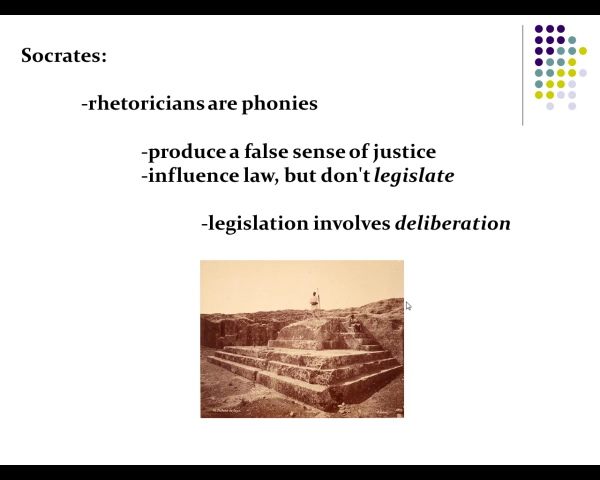 Socrates:
-rhetoricians are phonies
-produce a false sense of justice
-influence law, but don't legislate
-legislation involves deliberation